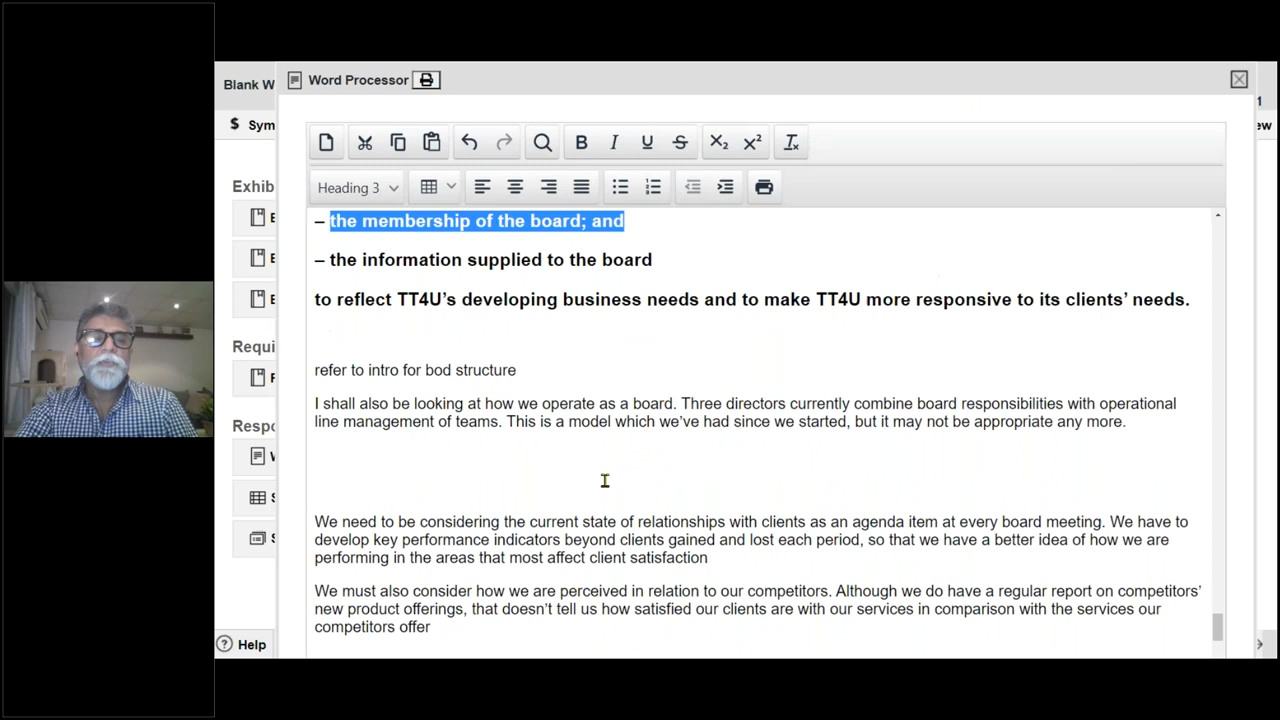 Blank W
Word Processor
1
$ Sym
ew
Heading 3
Exhib
E
E
E
Requi
F
Respo
W
S
S
Help
– the membership of the board; and
– the information supplied to the board
to reflect TT4U’s developing business needs and to make TT4U more responsive to its clients’ needs.
refer to intro for bod structure
I shall also be looking at how we operate as a board. Three directors currently combine board responsibilities with operational
line management of teams. This is a model which we’ve had since we started, but it may not be appropriate any more.
We need to be considering the current state of relationships with clients as an agenda item at every board meeting. We have to
develop key performance indicators beyond clients gained and lost each period, so that we have a better idea of how we are
performing in the areas that most affect client satisfaction
We must also consider how we are perceived in relation to our competitors. Although we do have a regular report on competitors’
new product offerings, that doesn’t tell us how satisfied our clients are with our services in comparison with the services our
competitors offer